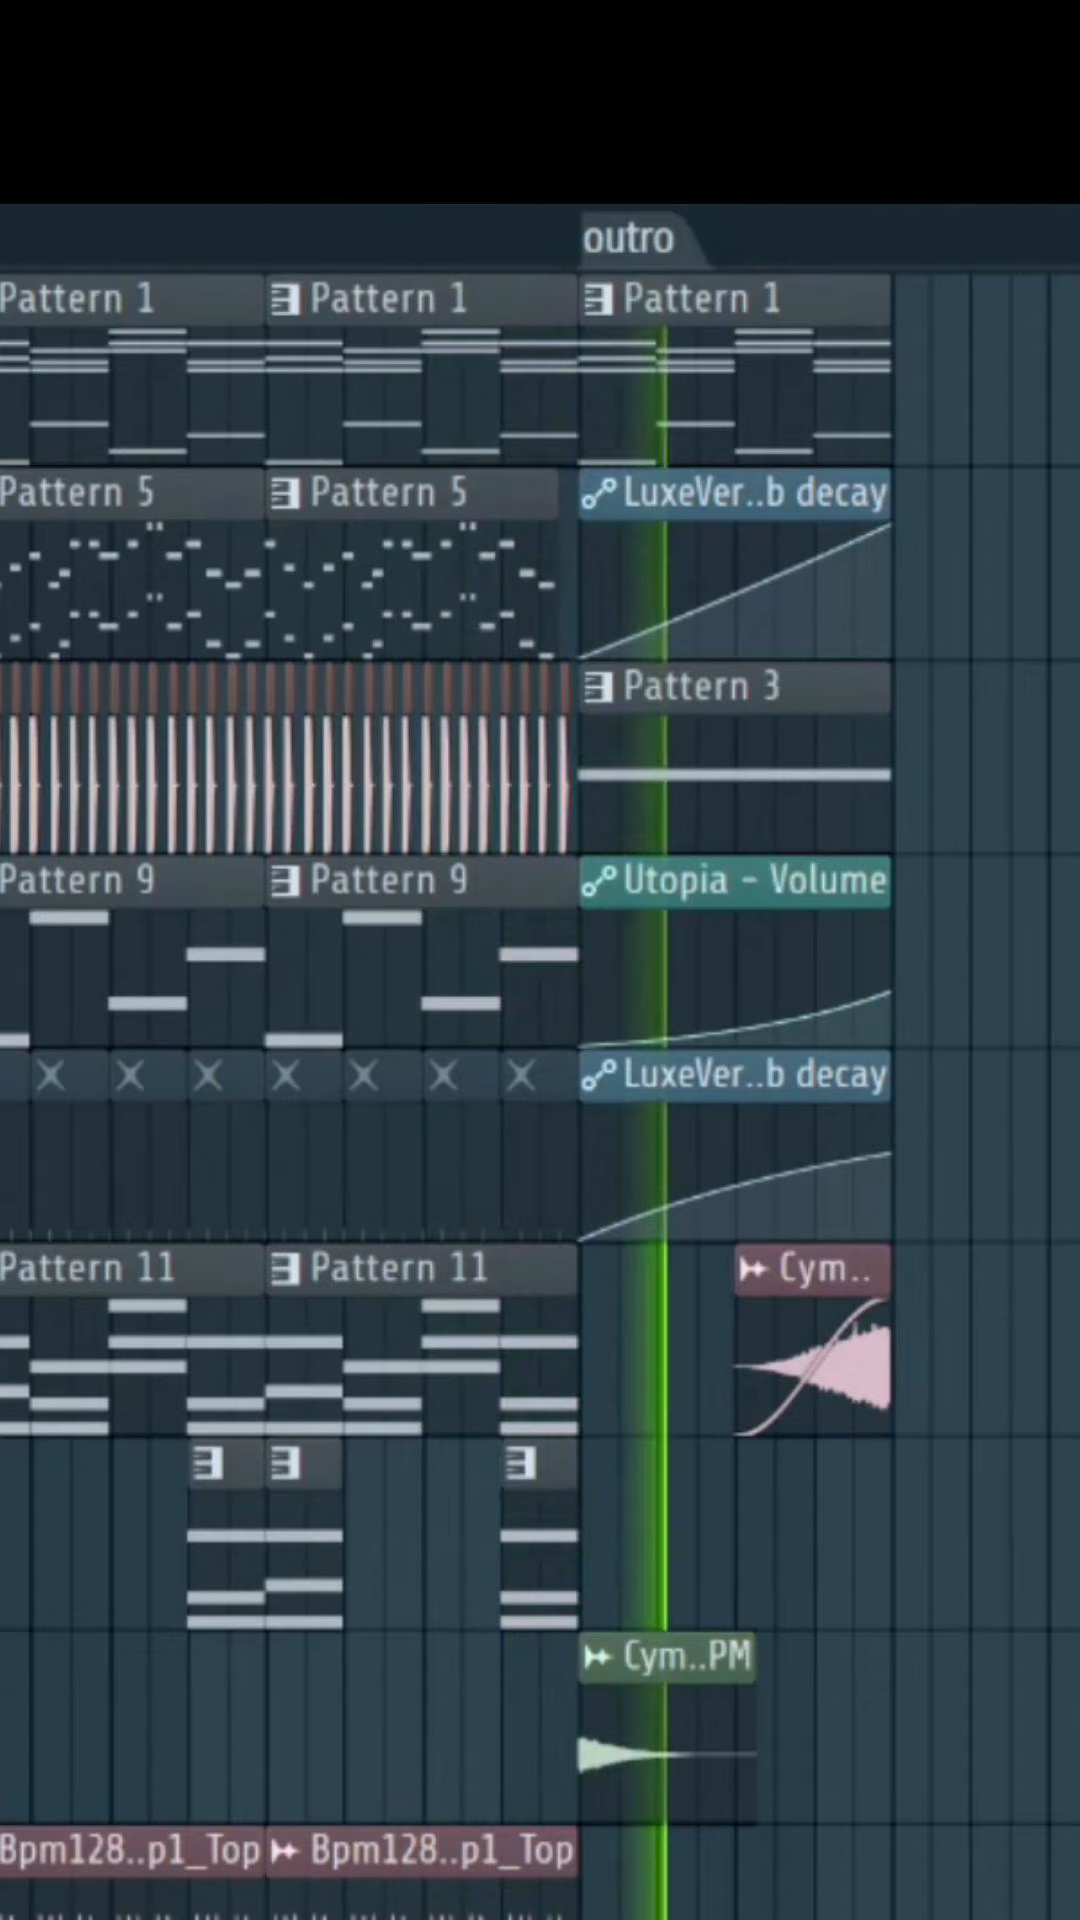 outro
Pattern 1 Pattern 1 Pattern 1
Pattern 5 Pattern 5 LuxeVer..b decay
Pattern 3
Pattern 9 Pattern 9 Utopia - Volume
LuxeVer..b decay
Pattern 11 Pattern 11 Cym..
Cym..PM
Bpm128..p1_Top Bpm128..p1_Top